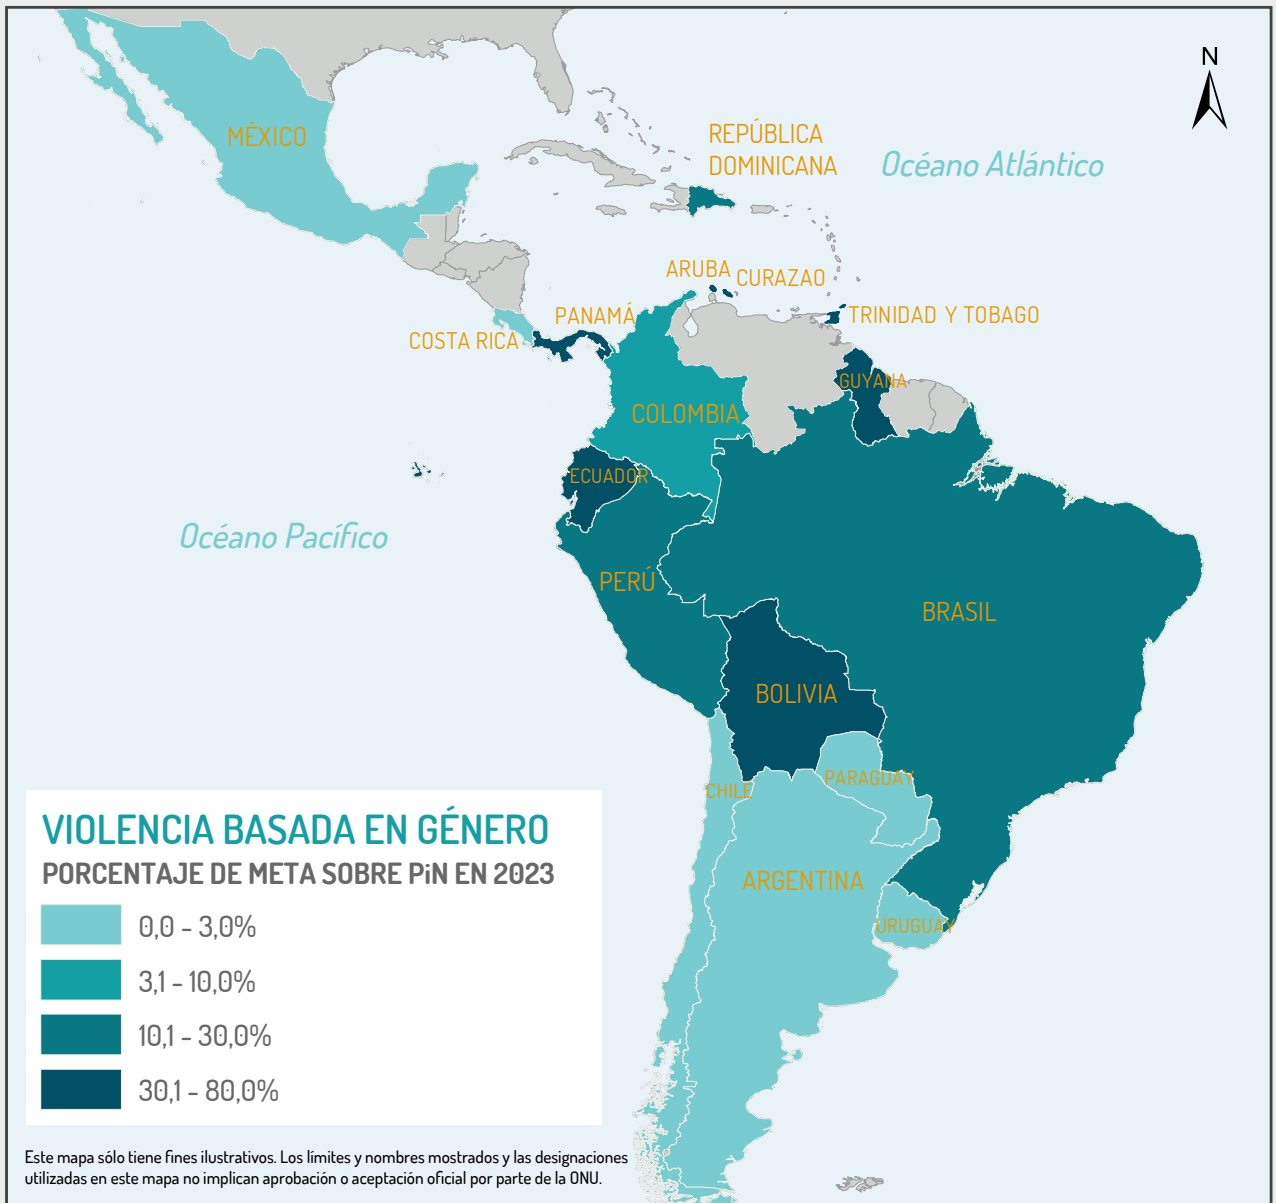 N
MÉXICO
REPÚBLICA
DOMINICANA
Océano Atlántico
ARUBA
CURAZAO
PANAMÁ
TRINIDAD Y TOBAGO
COSTA RICA
GUYANA
COLOMBIA
ECUADOR
Océano Pacífico
PERÚ
BRASIL
BOLIVIA
PARAGUAY
CHILE
ARGENTINA
URUGUAY
VIOLENCIA BASADA EN GÉNERO
PORCENTAJE DE META SOBRE PiN EN 2023
0,0 - 3,0%
3,1 - 10,0%
10,1 - 30,0%
30,1 - 80,0%
Este mapa sólo tiene fines ilustrativos. Los límites y nombres mostrados y las designaciones
utilizadas en este mapa no implican aprobación o aceptación oficial por parte de la ONU.